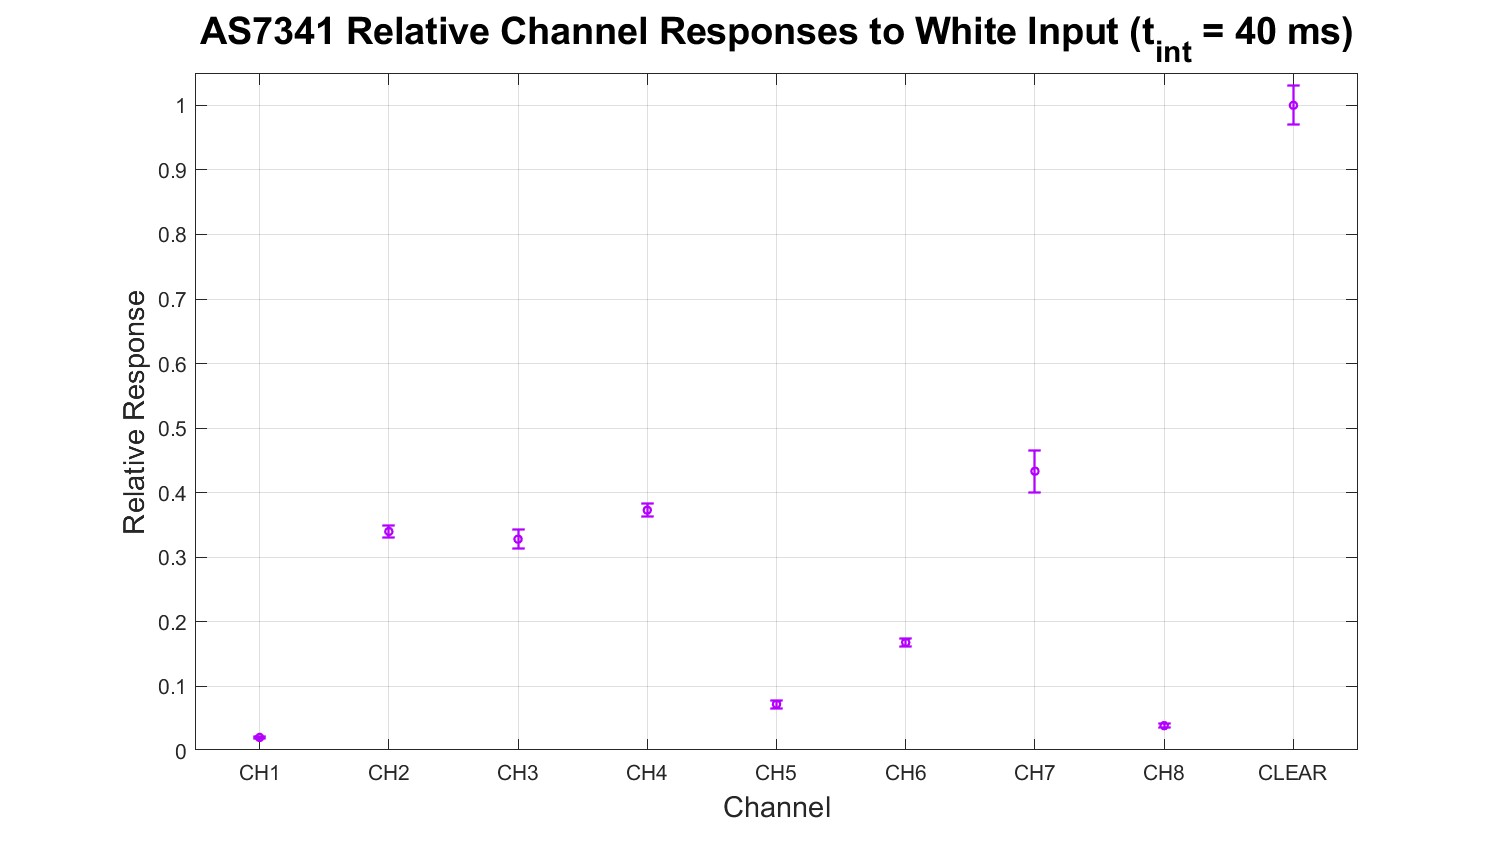 AS7341 Relative Channel Responses to White Input (t_int = 40 ms)
1
0.9
0.8
0.7
0.6
0.5
0.4
0.3
0.2
0.1
0
Relative Response
CH1 CH2 CH3 CH4 CH5 CH6 CH7 CH8 CLEAR
Channel